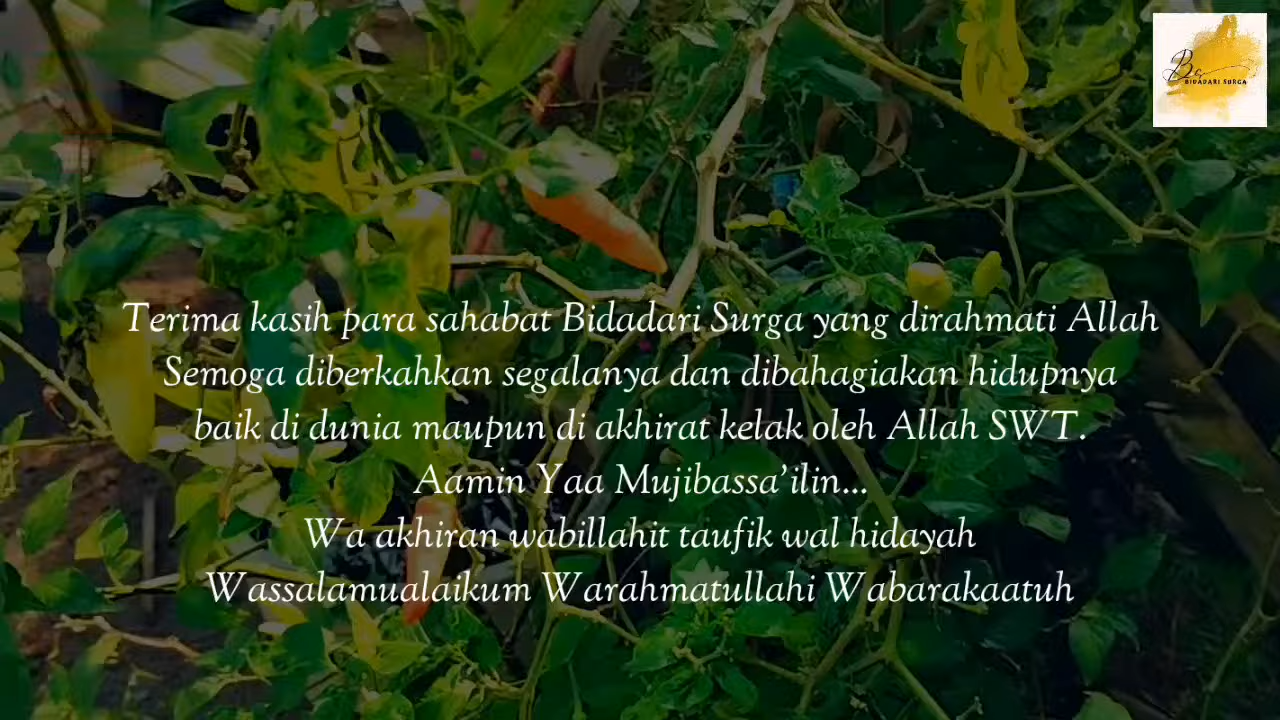 Bs
BIDADARI SURGA
Terima kasih para sahabat Bidadari Surga yang dirahmati Allah
Semoga diberkahkan segalanya dan dibahagiakan hidupnya
baik di dunia maupun di akhirat kelak oleh Allah SWT.
Aamin Yaa Mujibassa'ilin...
Wa akhiran wabillahit taufik wal hidayah
Wassalamualaikum Warahmatullahi Wabarakaatuh